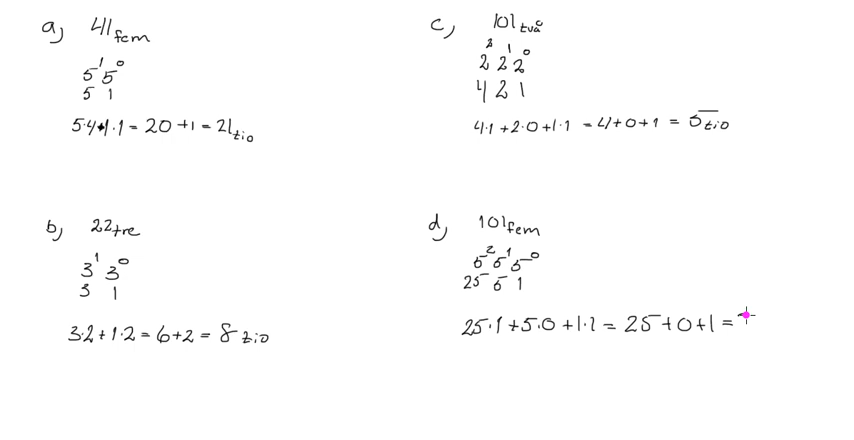 a) 41fem
5¹ 5⁰
5 1
5·4+1·1 = 20 +1 = 21tio
b) 22tre
3¹ 3⁰
3 1
3·2+1·2 = 6+2 = 8tio
c) 101två
2² 2¹ 2⁰
4 2 1
4·1+2·0+1·1 = 4+0+1 = 5tio
d) 101fem
5² 5¹ 5⁰
25 5 1
25·1+5·0+1·1 = 25+0+1 =